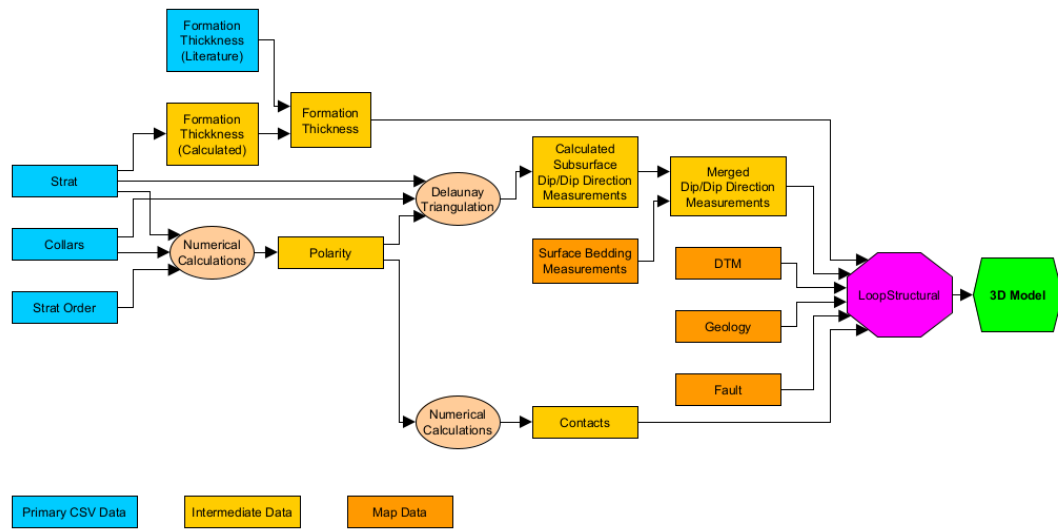 Formation
Thickkness
(Literature)
Formation
Thickkness
(Calculated)
Formation
Thickness
Strat
Collars
Strat Order
Numerical
Calculations
Polarity
Delaunay
Triangulation
Calculated
Subsurface
Dip/Dip Direction
Measurements
Merged
Dip/Dip Direction
Measurements
Surface Bedding
Measurements
DTM
Geology
Fault
LoopStructural
3D Model
Numerical
Calculations
Contacts
Primary CSV Data
Intermediate Data
Map Data